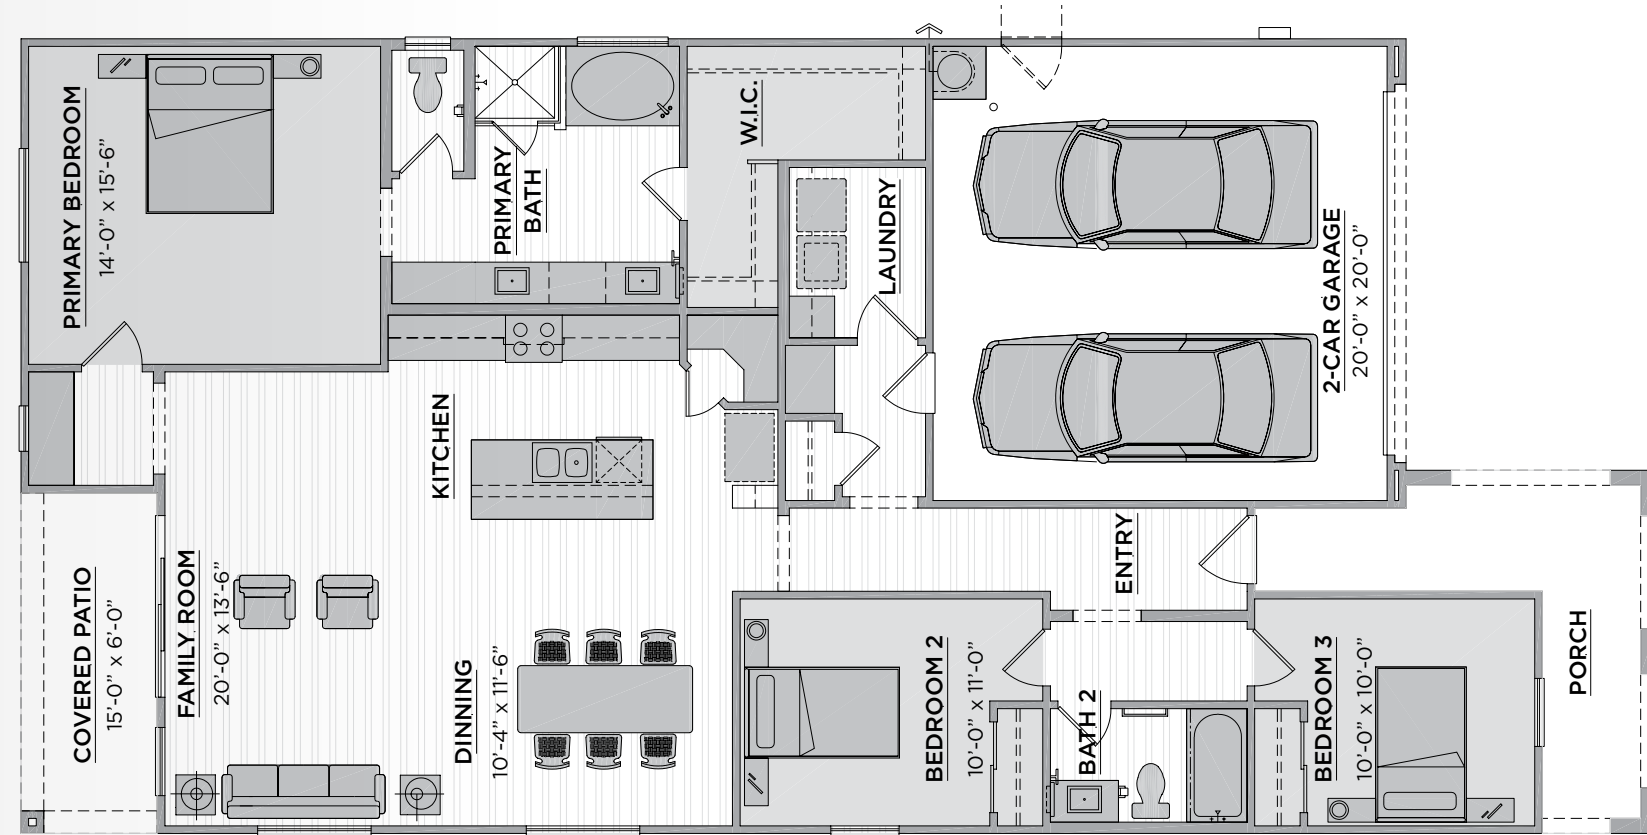 PRIMARY BEDROOM
14'-0" x 15'-6"
PRIMARY
BATH
W.I.C.
LAUNDRY
2-CAR GARAGE
20'-0" x 20'-0"
KITCHEN
COVERED PATIO
15'-0" x 6'-0"
FAMILY ROOM
20'-0" x 13'-6"
DINNING
10'-4" x 11'-6"
ENTRY
BEDROOM 2
10'-0" x 11'-0"
BATH 2
BEDROOM 3
10'-0" x 10'-0"
PORCH